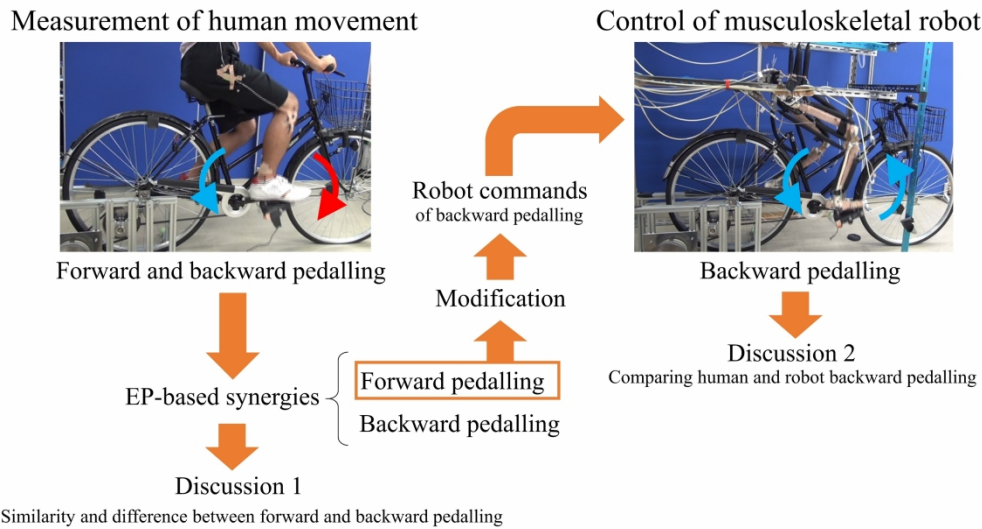 Measurement of human movement
Control of musculoskeletal robot
Robot commands
of backward pedalling
Forward and backward pedalling
Backward pedalling
Modification
Discussion 2
Comparing human and robot backward pedalling
Forward pedalling
EP-based synergies
Backward pedalling
Discussion 1
Similarity and difference between forward and backward pedalling